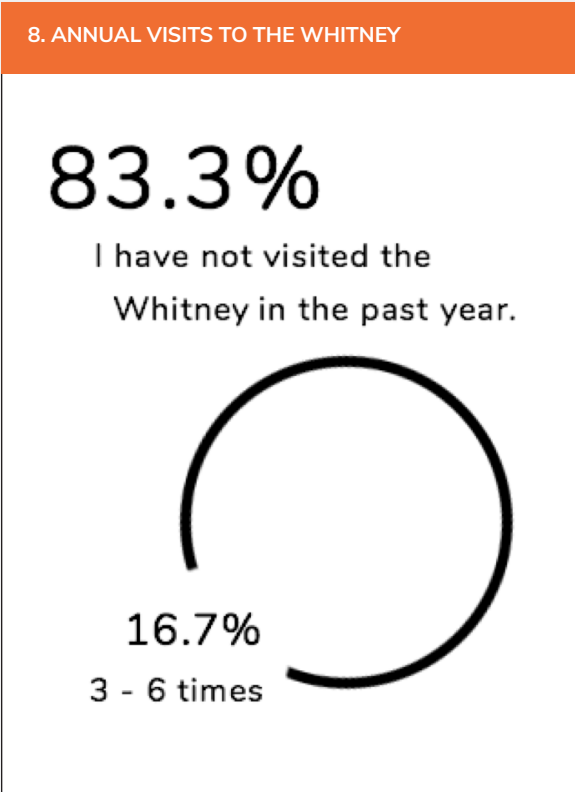 8. ANNUAL VISITS TO THE WHITNEY
83.3%
I have not visited the
Whitney in the past year.
16.7%
3 - 6 times